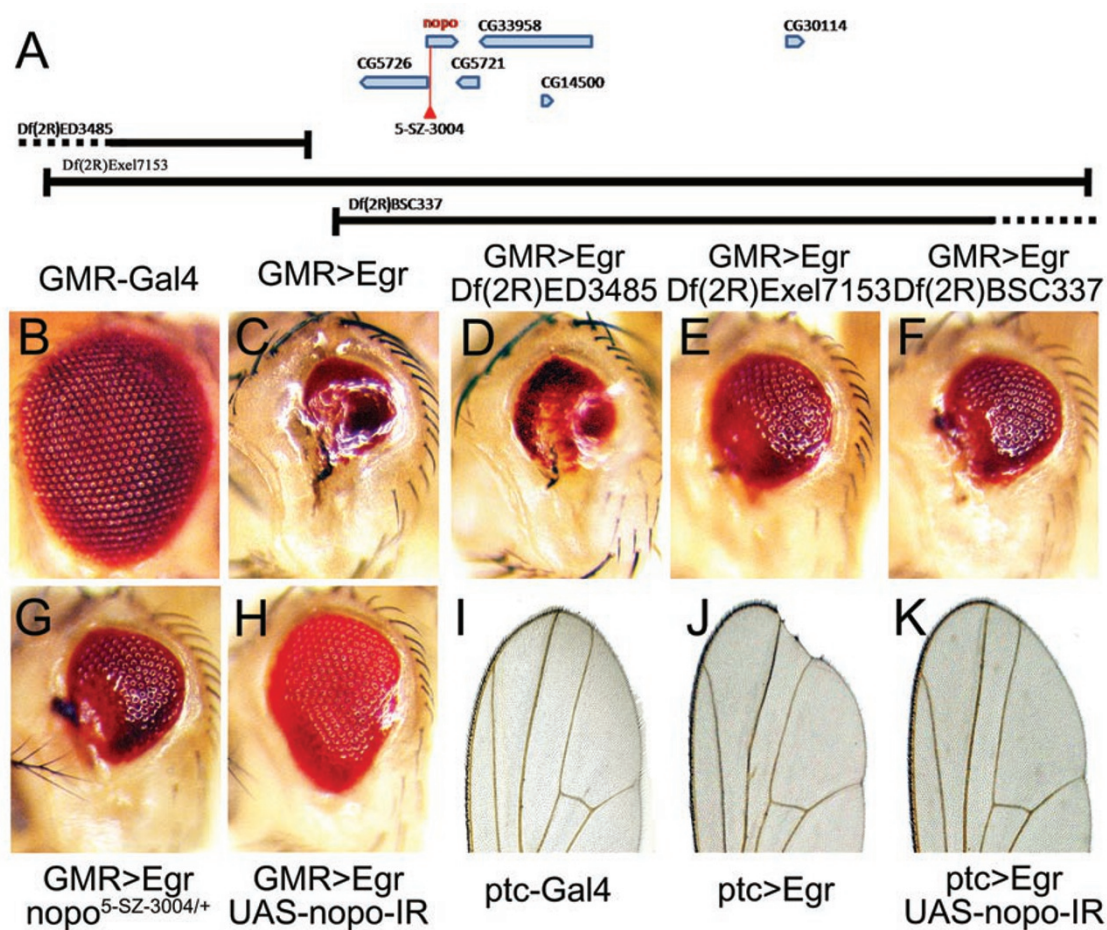 A
nopo
CG33958
CG30114
CG5726
CG5721
CG14500
5-SZ-3004
Df(2R)ED3485
Df(2R)Exel7153
Df(2R)BSC337
GMR-Gal4
GMR>Egr
GMR>Egr
Df(2R)ED3485
GMR>Egr
Df(2R)Exel7153
GMR>Egr
Df(2R)BSC337
B
C
D
E
F
G
H
I
J
K
GMR>Egr
nopo5-SZ-3004/+
GMR>Egr
UAS-nopo-IR
ptc-Gal4
ptc>Egr
ptc>Egr
UAS-nopo-IR